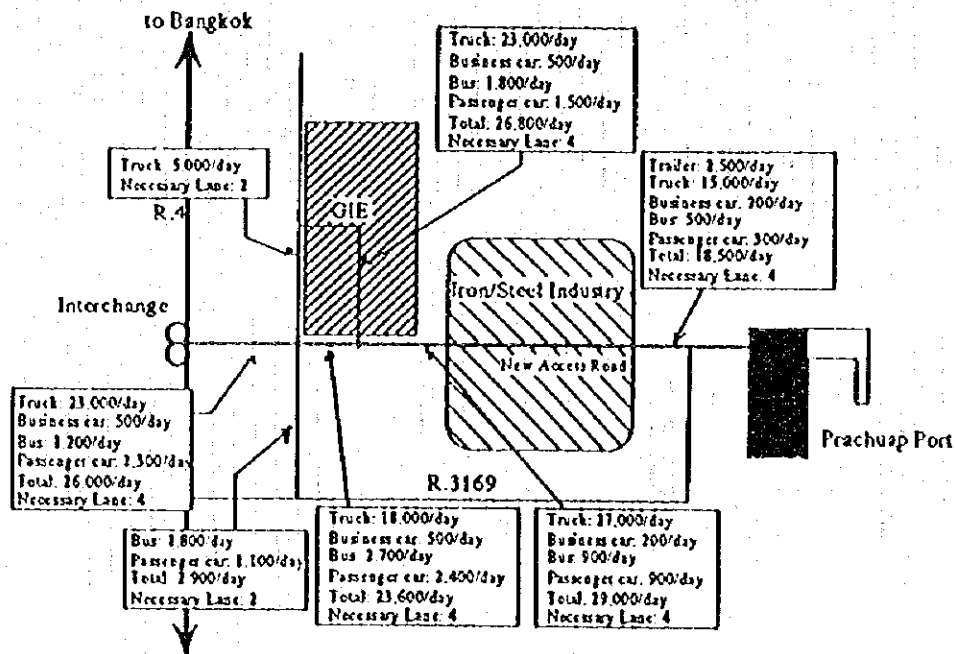 to Bangkok
Truck: 23,000/day
Business car: 500/day
Bus: 1,800/day
Passenger car: 1,500/day
Total: 26,800/day
Necessary Lane: 4
Truck: 5,000/day
Necessary Lane: 2
R.4
GIE
Trailer: 2,500/day
Truck: 15,000/day
Business car: 200/day
Bus: 500/day
Passenger car: 300/day
Total: 18,500/day
Necessary Lane: 4
Interchange
Iron/Steel Industry
New Access Road
Prachuap Port
Truck: 23,000/day
Business car: 500/day
Bus: 1,200/day
Passenger car: 1,300/day
Total: 26,000/day
Necessary Lane: 4
R.3169
Bus: 1,800/day
Passenger car: 1,100/day
Total: 2,900/day
Necessary Lane: 2
Truck: 18,000/day
Business car: 500/day
Bus: 2,700/day
Passenger car: 2,400/day
Total: 23,600/day
Necessary Lane: 4
Truck: 27,000/day
Business car: 200/day
Bus: 900/day
Passenger car: 900/day
Total: 29,000/day
Necessary Lane: 4